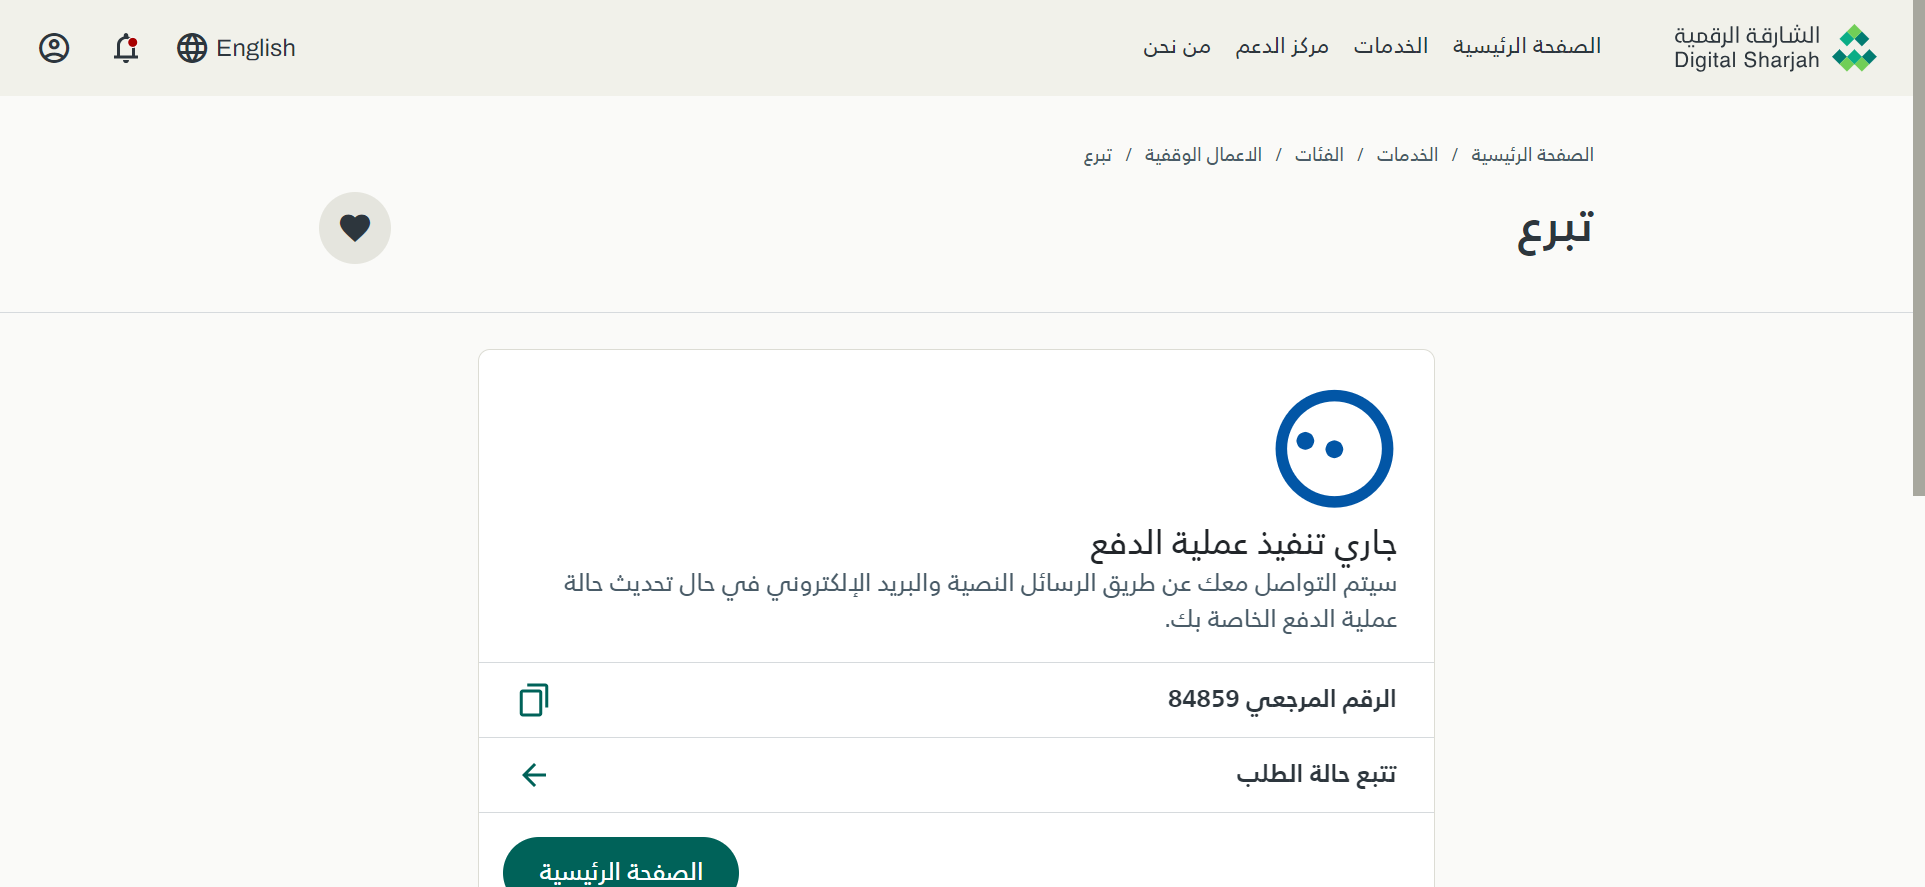 الشارقة الرقمية
Digital Sharjah
الصفحة الرئيسية
الخدمات
مركز الدعم
من نحن
English
الصفحة الرئيسية / الخدمات / الفئات / الاعمال الوقفية / تبرع
تبرع
جاري تنفيذ عملية الدفع
سيتم التواصل معك عن طريق الرسائل النصية والبريد الإلكتروني في حال تحديث حالة
عملية الدفع الخاصة بك.
الرقم المرجعي 84859
تتبع حالة الطلب
الصفحة الرئيسية